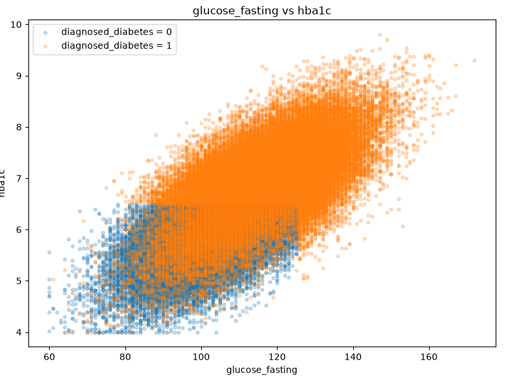 glucose_fasting vs hba1c
diagnosed_diabetes = 0
diagnosed_diabetes = 1
10
9
8
7
6
5
4
hba1c
60
80
100
120
140
160
glucose_fasting